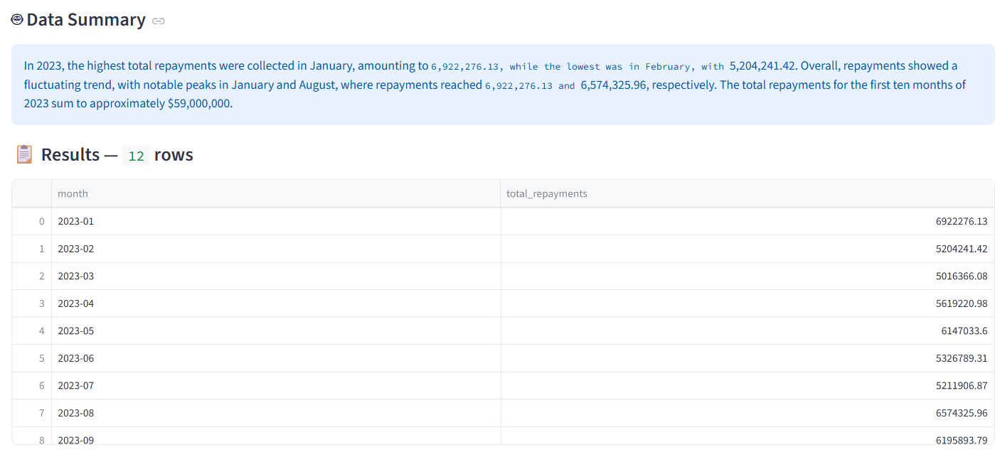 Data Summary
In 2023, the highest total repayments were collected in January, amounting to 6,922,276.13, while the lowest was in February, with 5,204,241.42. Overall, repayments showed a
fluctuating trend, with notable peaks in January and August, where repayments reached 6,922,276.13 and 6,574,325.96, respectively. The total repayments for the first ten months of
2023 sum to approximately $59,000,000.
Results — 12 rows
month total_repayments
0 2023-01 6922276.13
1 2023-02 5204241.42
2 2023-03 5016366.08
3 2023-04 5619220.98
4 2023-05 6147033.6
5 2023-06 5326789.31
6 2023-07 5211906.87
7 2023-08 6574325.96
8 2023-09 6195893.79